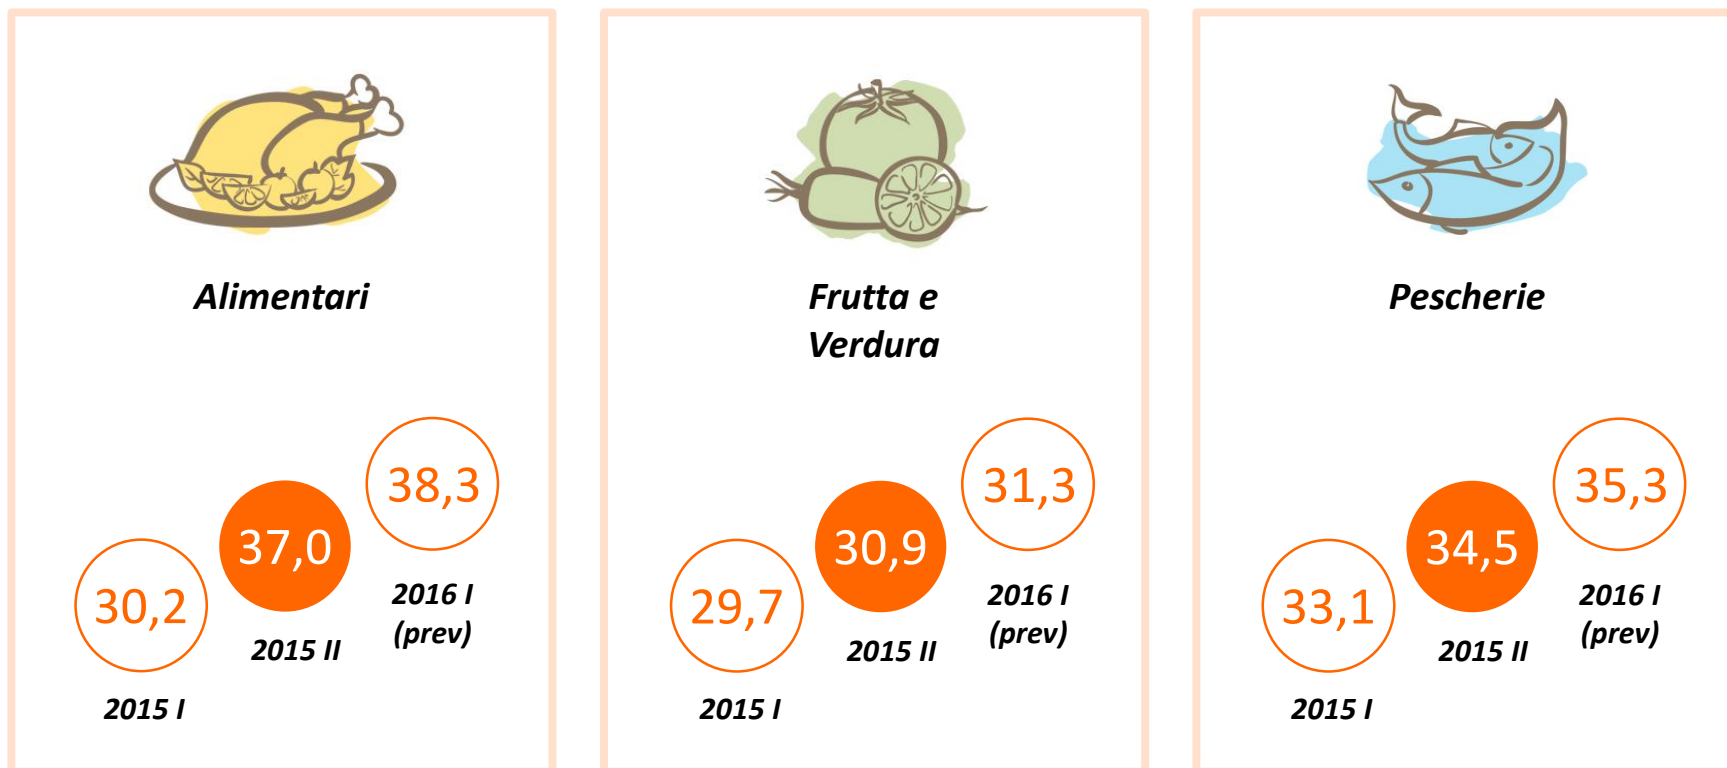 Alimentari
38,3
37,0
30,2
2016 I
(prev)
2015 II
2015 I
Frutta e
Verdura
31,3
30,9
29,7
2016 I
(prev)
2015 II
2015 I
Pescherie
35,3
34,5
33,1
2016 I
(prev)
2015 II
2015 I